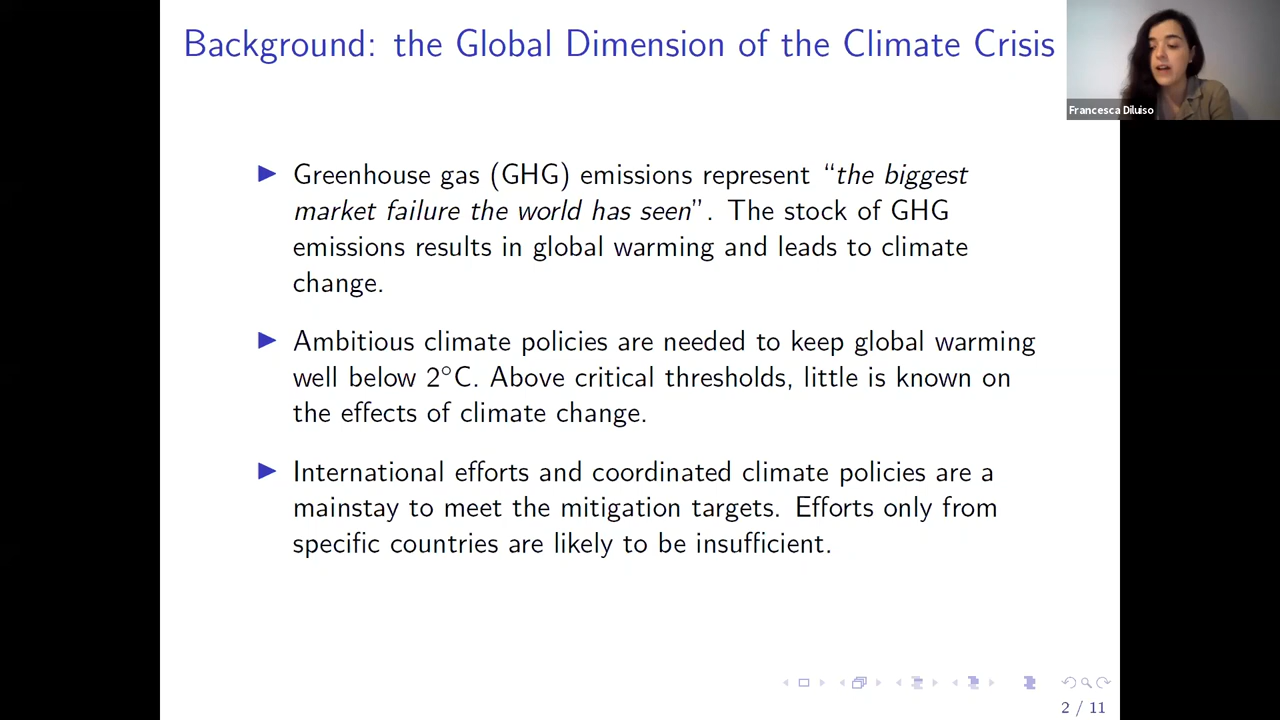 Background: the Global Dimension of the Climate Crisis
Francesca Diluiso
Greenhouse gas (GHG) emissions represent “the biggest
market failure the world has seen”. The stock of GHG
emissions results in global warming and leads to climate
change.
Ambitious climate policies are needed to keep global warming
well below 2°C. Above critical thresholds, little is known on
the effects of climate change.
International efforts and coordinated climate policies are a
mainstay to meet the mitigation targets. Efforts only from
specific countries are likely to be insufficient.
2 / 11